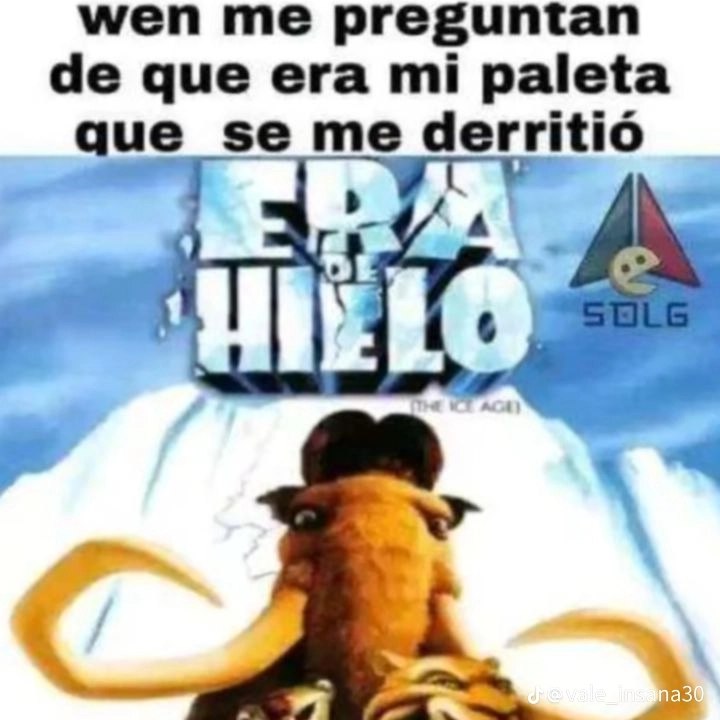 wen me preguntan
de que era mi paleta
que se me derritió
ERA
DE
HIELO
(THE ICE AGE)
SOLG
@vale_insana30